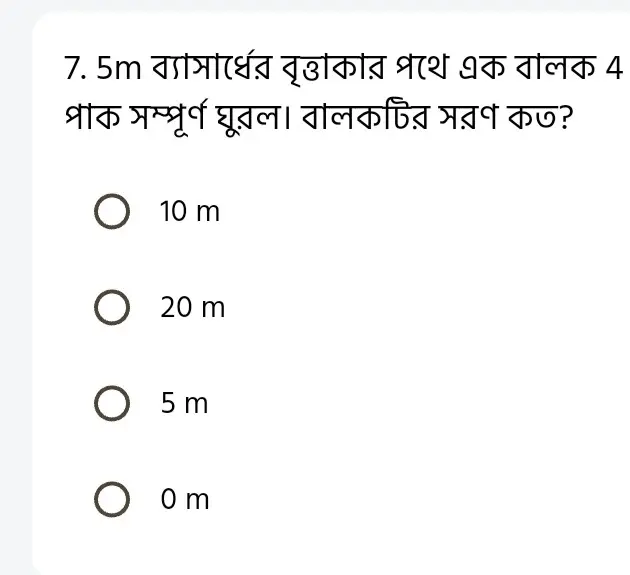 7. 5m ব্যাসার্ধের বৃত্তাকার পথে এক বালক 4
পাক সম্পূর্ণ ঘুরল। বালকটির সরণ কত?
10 m
20 m
5 m
0 m